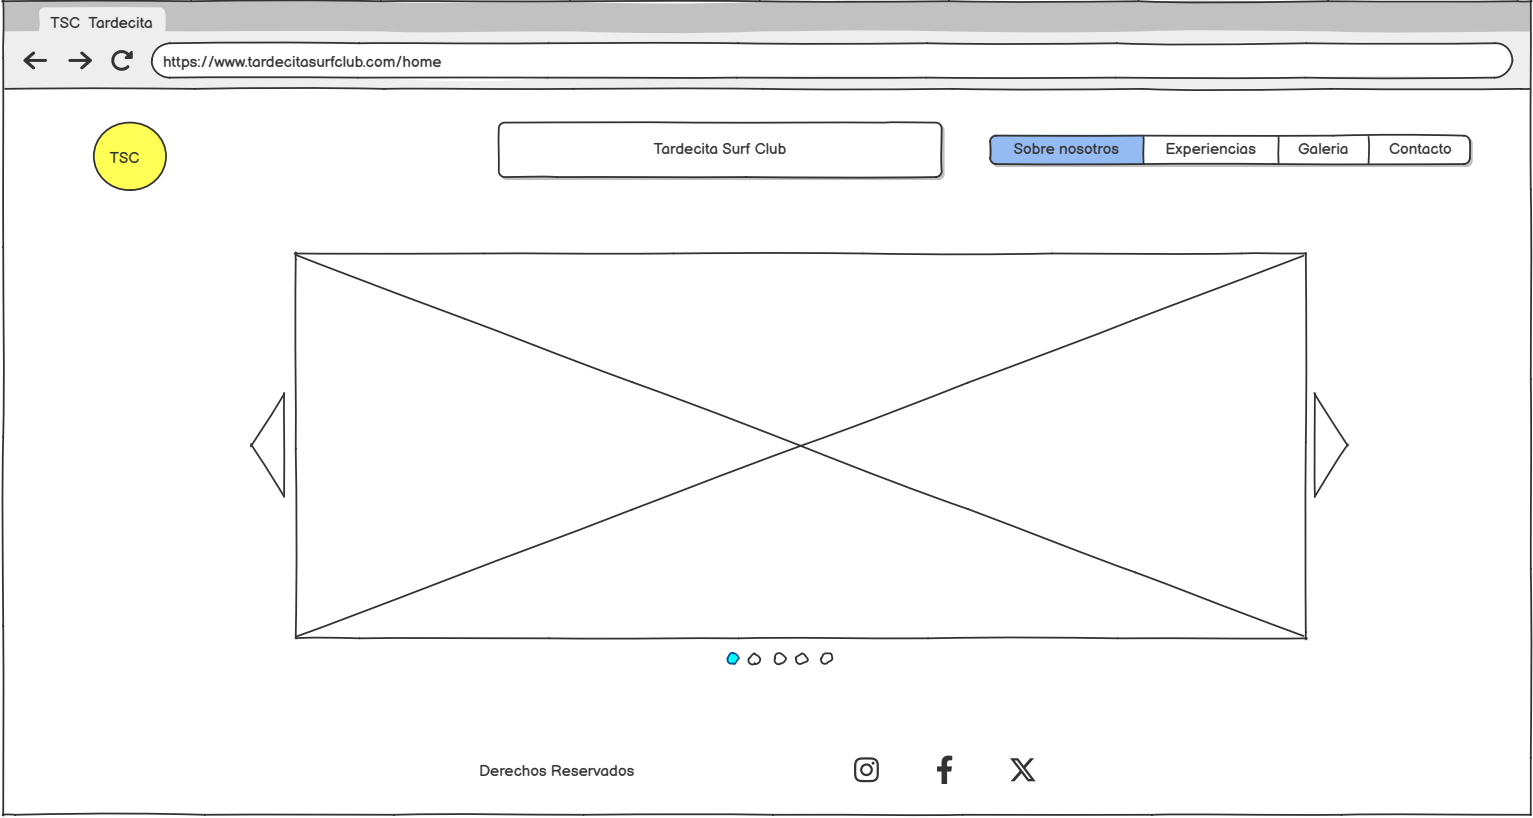 TSC Tardecita
https://www.tardecitasurfclub.com/home
TSC
Tardecita Surf Club
Sobre nosotros
Experiencias
Galeria
Contacto
Derechos Reservados